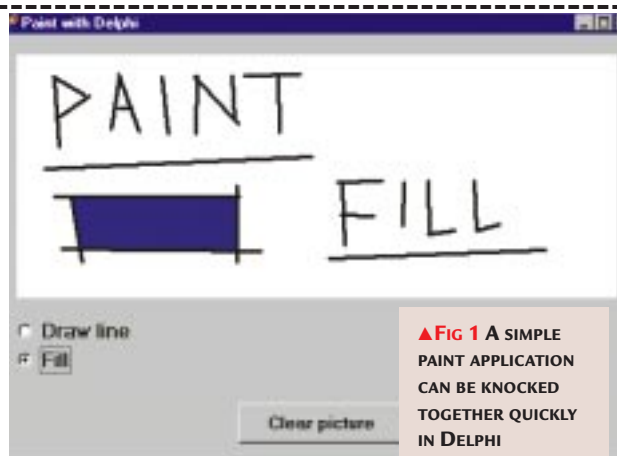 Paint with Delphi
PAINT
FILL
Draw line
Fill
Clear picture
▲FIG 1 A SIMPLE
PAINT APPLICATION
CAN BE KNOCKED
TOGETHER QUICKLY
IN DELPHI